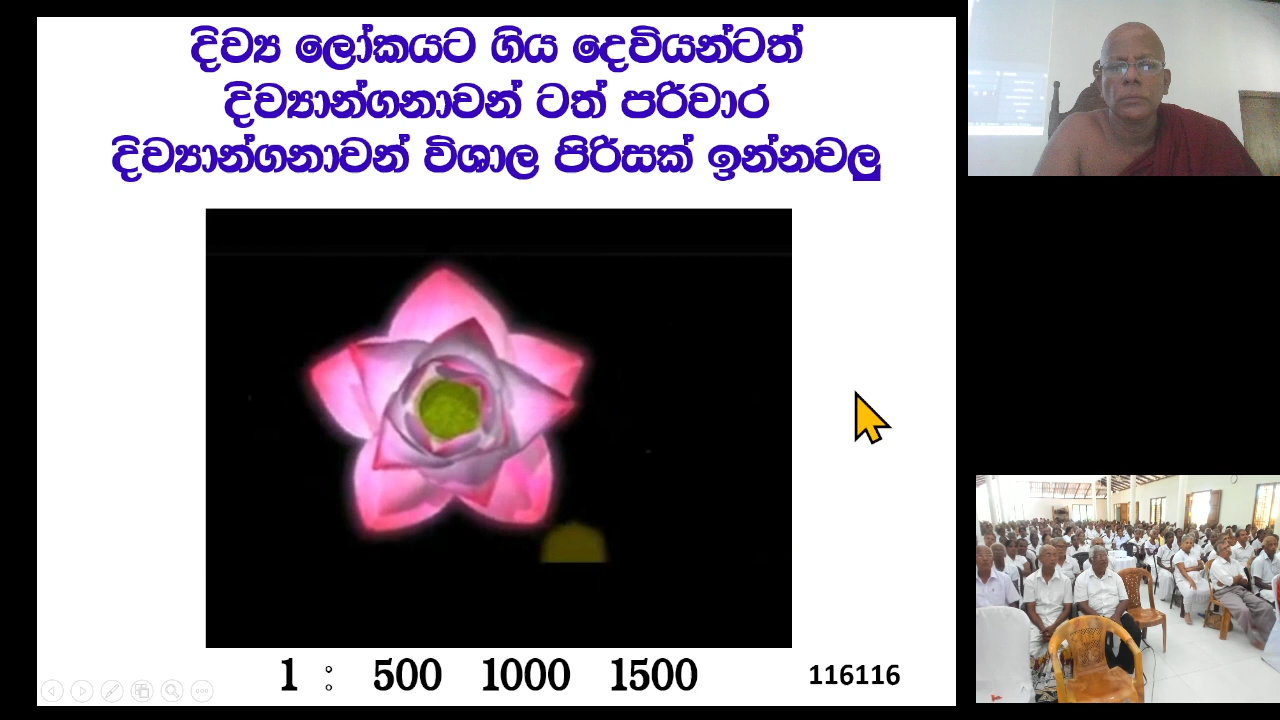 දිව්‍ය ලෝකයට ගිය දෙවියන්ටත්
දිව්‍යාන්ගනාවන් ටත් පරිවාර
දිව්‍යාන්ගනාවන් විශාල පිරිසක් ඉන්නවලු
1 : 500 1000 1500
116116